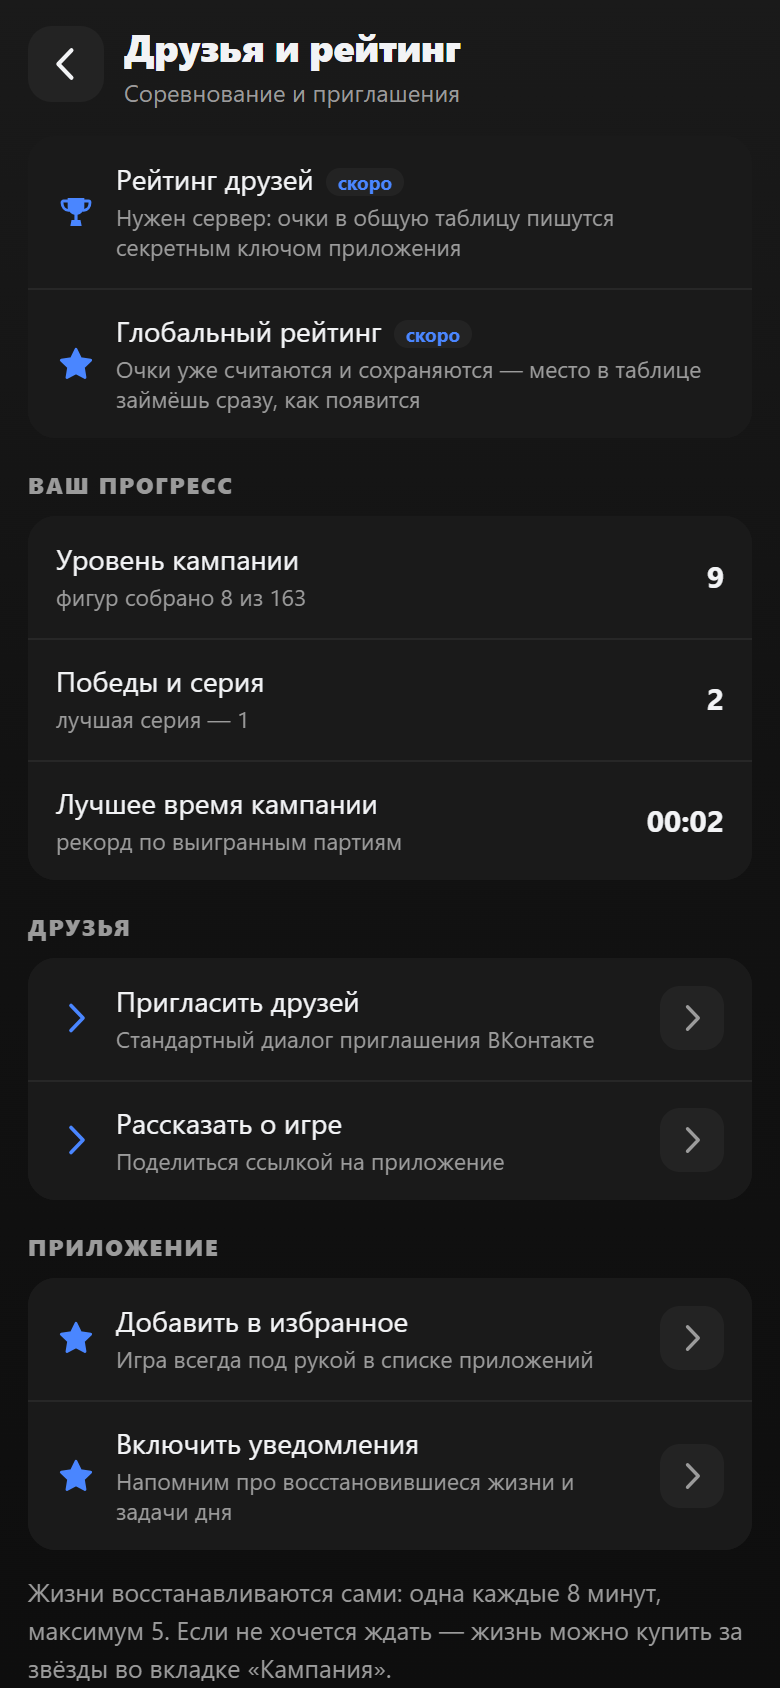 Друзья и рейтинг
Соревнование и приглашения
Рейтинг друзей скоро
Нужен сервер: очки в общую таблицу пишутся
секретным ключом приложения
Глобальный рейтинг скоро
Очки уже считаются и сохраняются — место в таблице
займёшь сразу, как появится
ВАШ ПРОГРЕСС
Уровень кампании
9
фигур собрано 8 из 163
Победы и серия
2
лучшая серия — 1
Лучшее время кампании
00:02
рекорд по выигранным партиям
ДРУЗЬЯ
Пригласить друзей
Стандартный диалог приглашения ВКонтакте
Рассказать о игре
Поделиться ссылкой на приложение
ПРИЛОЖЕНИЕ
Добавить в избранное
Игра всегда под рукой в списке приложений
Включить уведомления
Напомним про восстановившиеся жизни и
задачи дня
Жизни восстанавливаются сами: одна каждые 8 минут,
максимум 5. Если не хочется ждать — жизнь можно купить за
звёзды во вкладке «Кампания».